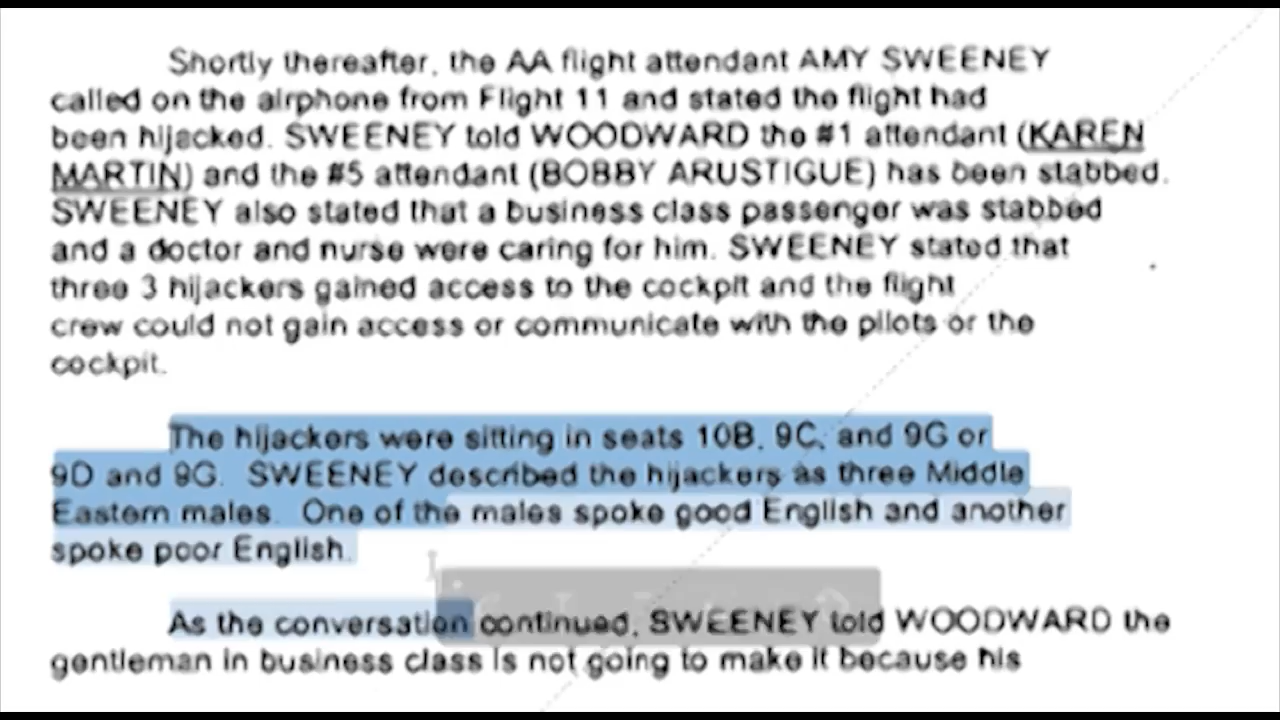 Shortly thereafter, the AA flight attendant AMY SWEENEY
called on the airphone from Flight 11 and stated the flight had
been hijacked. SWEENEY told WOODWARD the #1 attendant (KAREN
MARTIN) and the #5 attendant (BOBBY ARUSTIGUE) has been stabbed.
SWEENEY also stated that a business class passenger was stabbed
and a doctor and nurse were caring for him. SWEENEY stated that
three 3 hijackers gained access to the cockpit and the flight
crew could not gain access or communicate with the pilots or the
cockpit.
The hijackers were sitting in seats 10B, 9C, and 9G or
9D and 9G. SWEENEY described the hijackers as three Middle
Eastern males. One of the males spoke good English and another
spoke poor English.
As the conversation continued, SWEENEY told WOODWARD the
gentleman in business class is not going to make it because his